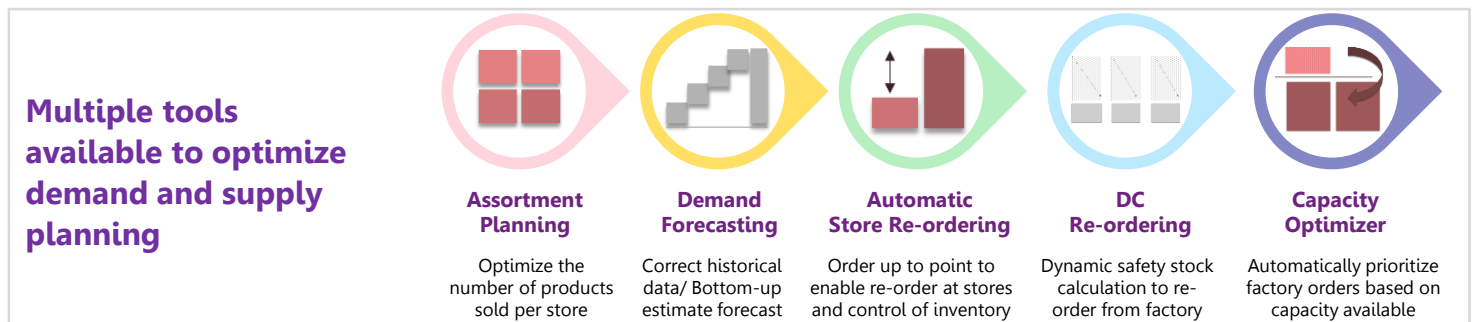 Multiple tools
available to optimize
demand and supply
planning
Assortment
Planning
Optimize the
number of products
sold per store
Demand
Forecasting
Correct historical
data/ Bottom-up
estimate forecast
Automatic
Store Re-ordering
Order up to point to
enable re-order at stores
and control of inventory
DC
Re-ordering
Dynamic safety stock
calculation to re-
order from factory
Capacity
Optimizer
Automatically prioritize
factory orders based on
capacity available